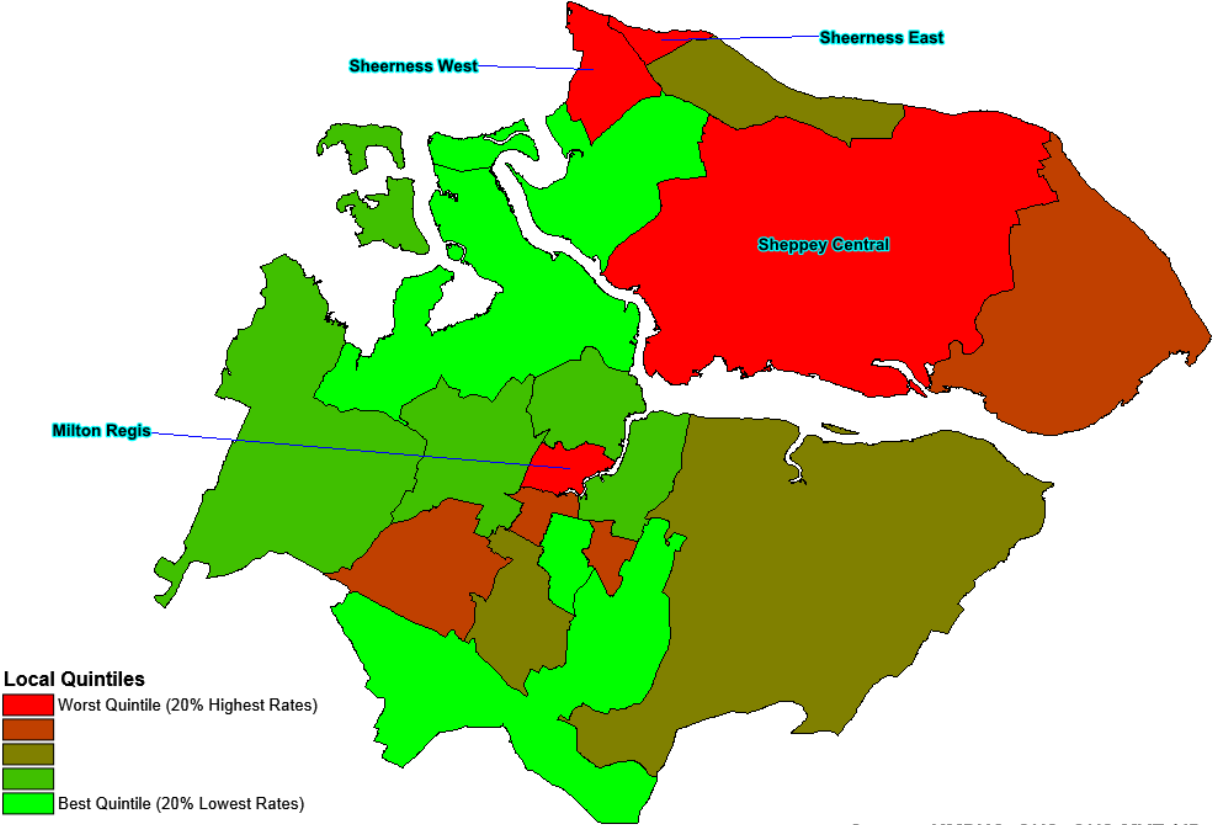 Sheerness East
Sheerness West
Sheppey Central
Milton Regis
Local Quintiles
Worst Quintile (20% Highest Rates)
Best Quintile (20% Lowest Rates)